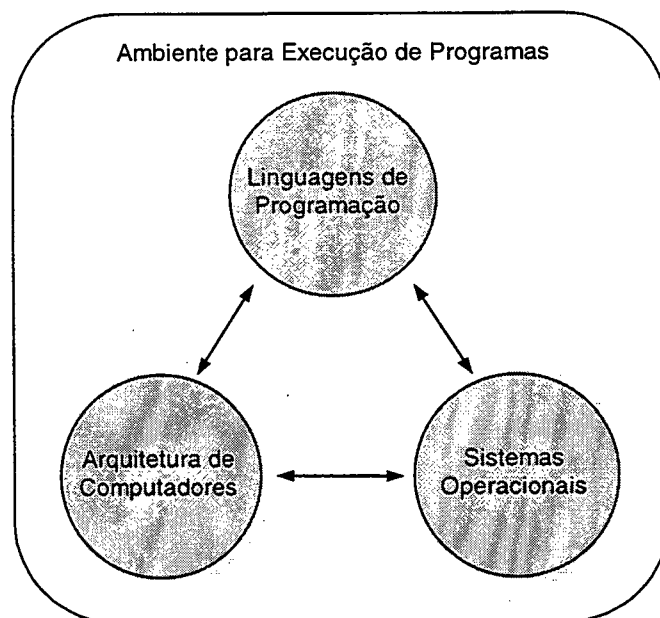 Ambiente para Execução de Programas
Linguagens de
Programação
Arquitetura de
Computadores
Sistemas
Operacionais